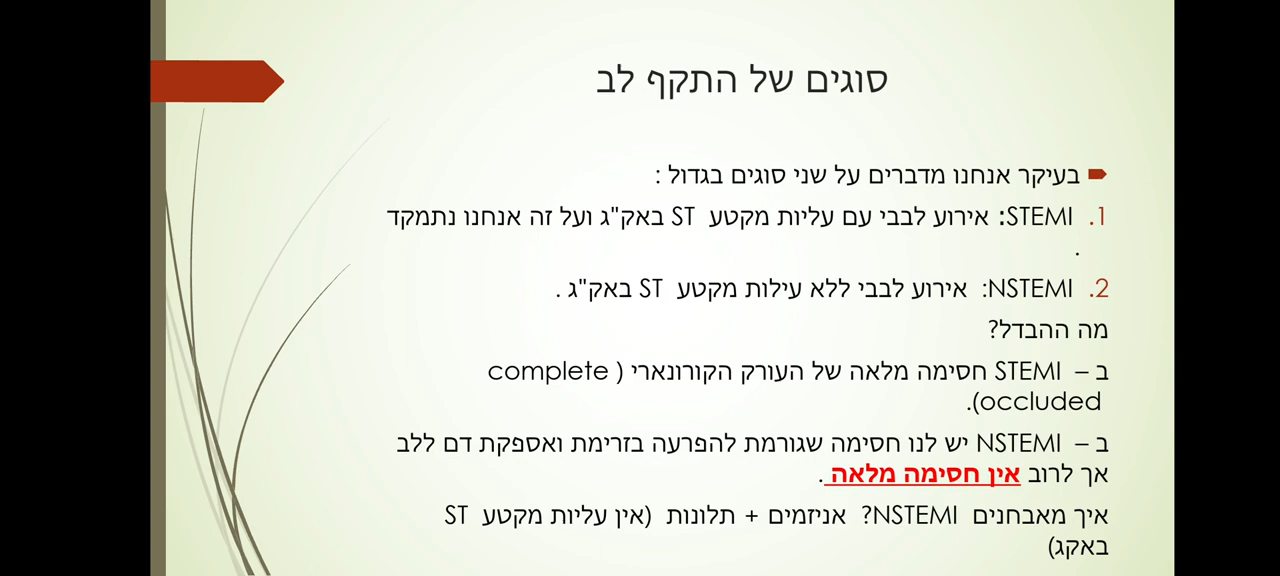 סוגים של התקף לב
בעיקר אנחנו מדברים על שני סוגים בגדול :
1. STEMI: אירוע לבבי עם עליות מקטע ST באק"ג ועל זה אנחנו נתמקד
.
2. NSTEMI: אירוע לבבי ללא עילות מקטע ST באק"ג .
מה ההבדל?
ב – STEMI חסימה מלאה של העורק הקורונארי ( complete
occluded).
ב – NSTEMI יש לנו חסימה שגורמת להפרעה בזרימת ואספקת דם ללב
אך לרוב אין חסימה מלאה .
איך מאבחנים NSTEMI? אניזמים + תלונות (אין עליות מקטע ST
באקג)